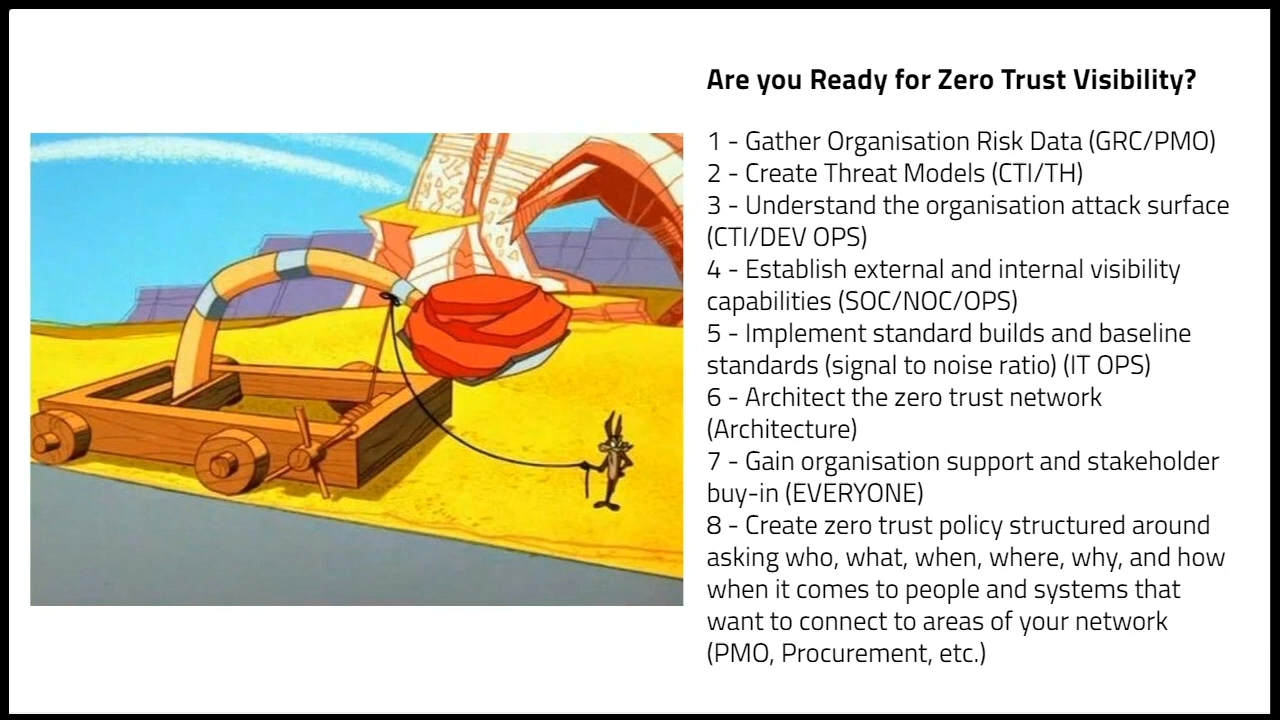 Are you Ready for Zero Trust Visibility?
1 - Gather Organisation Risk Data (GRC/PMO)
2 - Create Threat Models (CTI/TH)
3 - Understand the organisation attack surface
(CTI/DEV OPS)
4 - Establish external and internal visibility
capabilities (SOC/NOC/OPS)
5 - Implement standard builds and baseline
standards (signal to noise ratio) (IT OPS)
6 - Architect the zero trust network
(Architecture)
7 - Gain organisation support and stakeholder
buy-in (EVERYONE)
8 - Create zero trust policy structured around
asking who, what, when, where, why, and how
when it comes to people and systems that
want to connect to areas of your network
(PMO, Procurement, etc.)